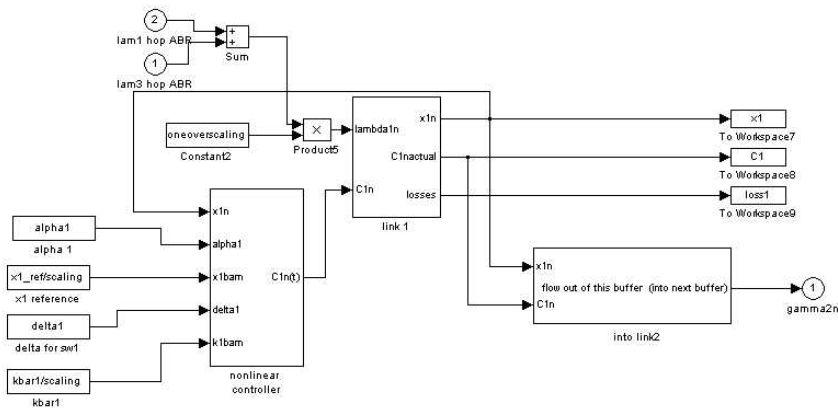 2
lam1 hop ABR
1
lam3 hop ABR
+
+
Sum
oneoverscaling
Constant2
×
Product5
lambda1n
C1n
x1n
C1nactual
losses
link 1
x1
To Workspace7
C1
To Workspace8
loss1
To Workspace9
alpha1
alpha 1
x1_ref/scaling
x1 reference
delta1
delta for sw1
kbar1/scaling
kbar1
x1n
alpha1
x1bam
delta1
k1bam
C1n(t)
nonlinear
controller
x1n
flow out of this buffer (into next buffer)
C1n
into link2
1
gamma2n